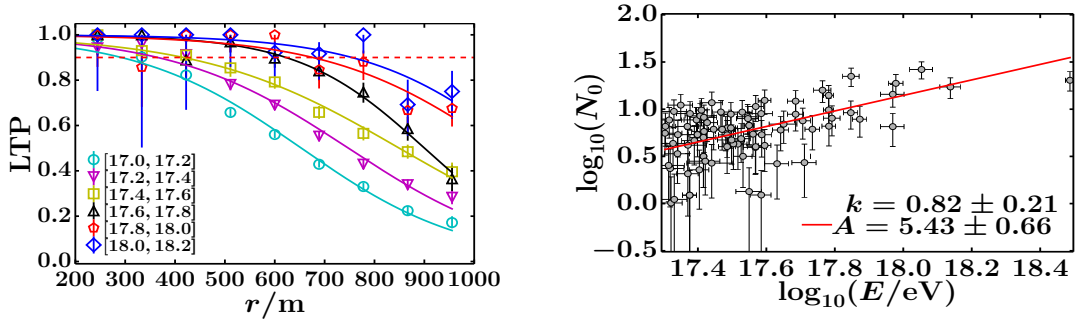 LTP
1.0
0.8
0.6
0.4
0.2
0.0
[17.0, 17.2]
[17.2, 17.4]
[17.4, 17.6]
[17.6, 17.8]
[17.8, 18.0]
[18.0, 18.2]
200 300 400 500 600 700 800 900 1000
r/m
log₁₀(N₀)
2.0
1.5
1.0
0.5
0.0
−0.5
k = 0.82 ± 0.21
A = 5.43 ± 0.66
17.4 17.6 17.8 18.0 18.2 18.4
log₁₀(E/eV)